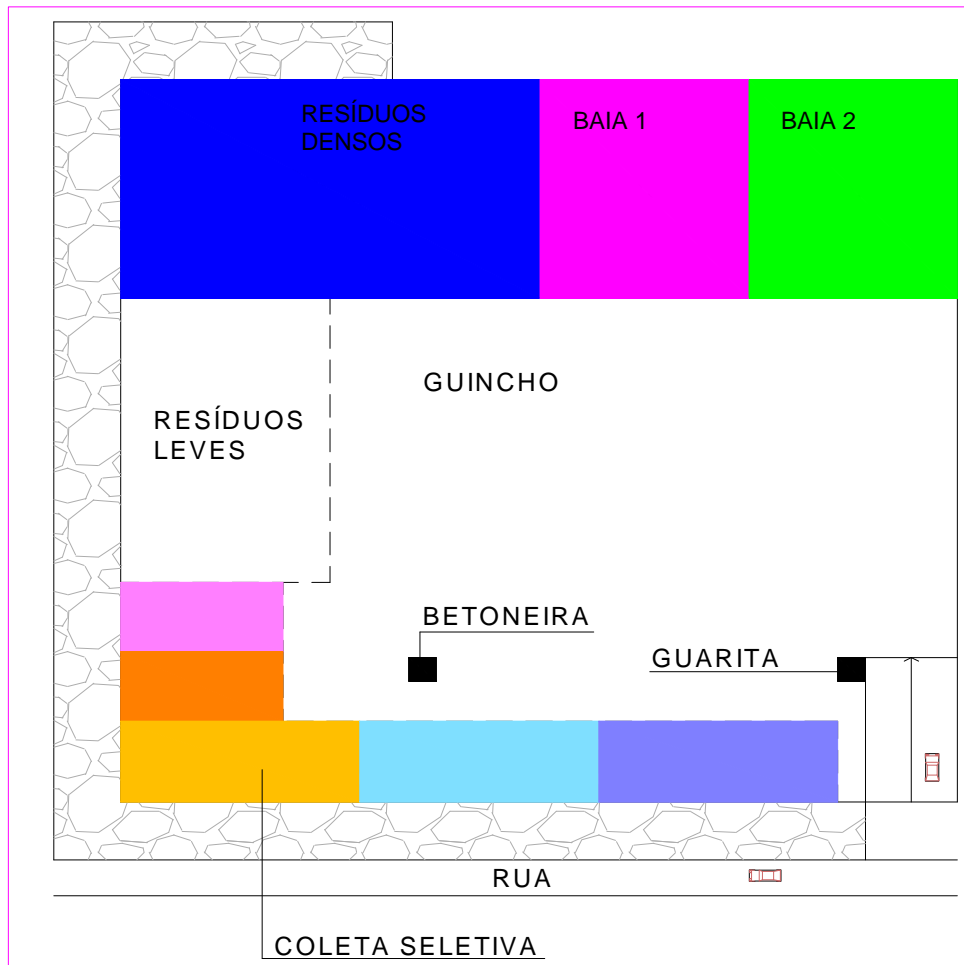 RESÍDUOS
DENSOS
BAIA 1
BAIA 2
GUINCHO
RESÍDUOS
LEVES
BETONEIRA
GUARITA
RUA
COLETA SELETIVA